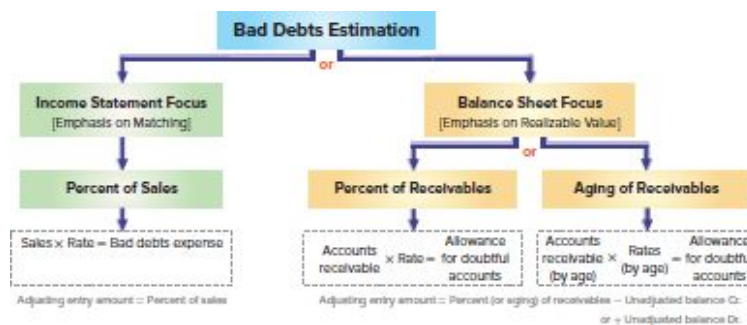 Bad Debts Estimation
or
Income Statement Focus
[Emphasis on Matching]
Balance Sheet Focus
[Emphasis on Realizable Value]
or
Percent of Sales
Percent of Receivables
Aging of Receivables
Sales × Rate = Bad debts expense
Accounts receivable × Rate = Allowance for doubtful accounts
Accounts receivable (by age) × Rates (by age) = Allowance for doubtful accounts
Adjusting entry amount = Percent of sales
Adjusting entry amount = Percent (or aging) of receivables − Unadjusted balance Cr.
or + Unadjusted balance Dr.